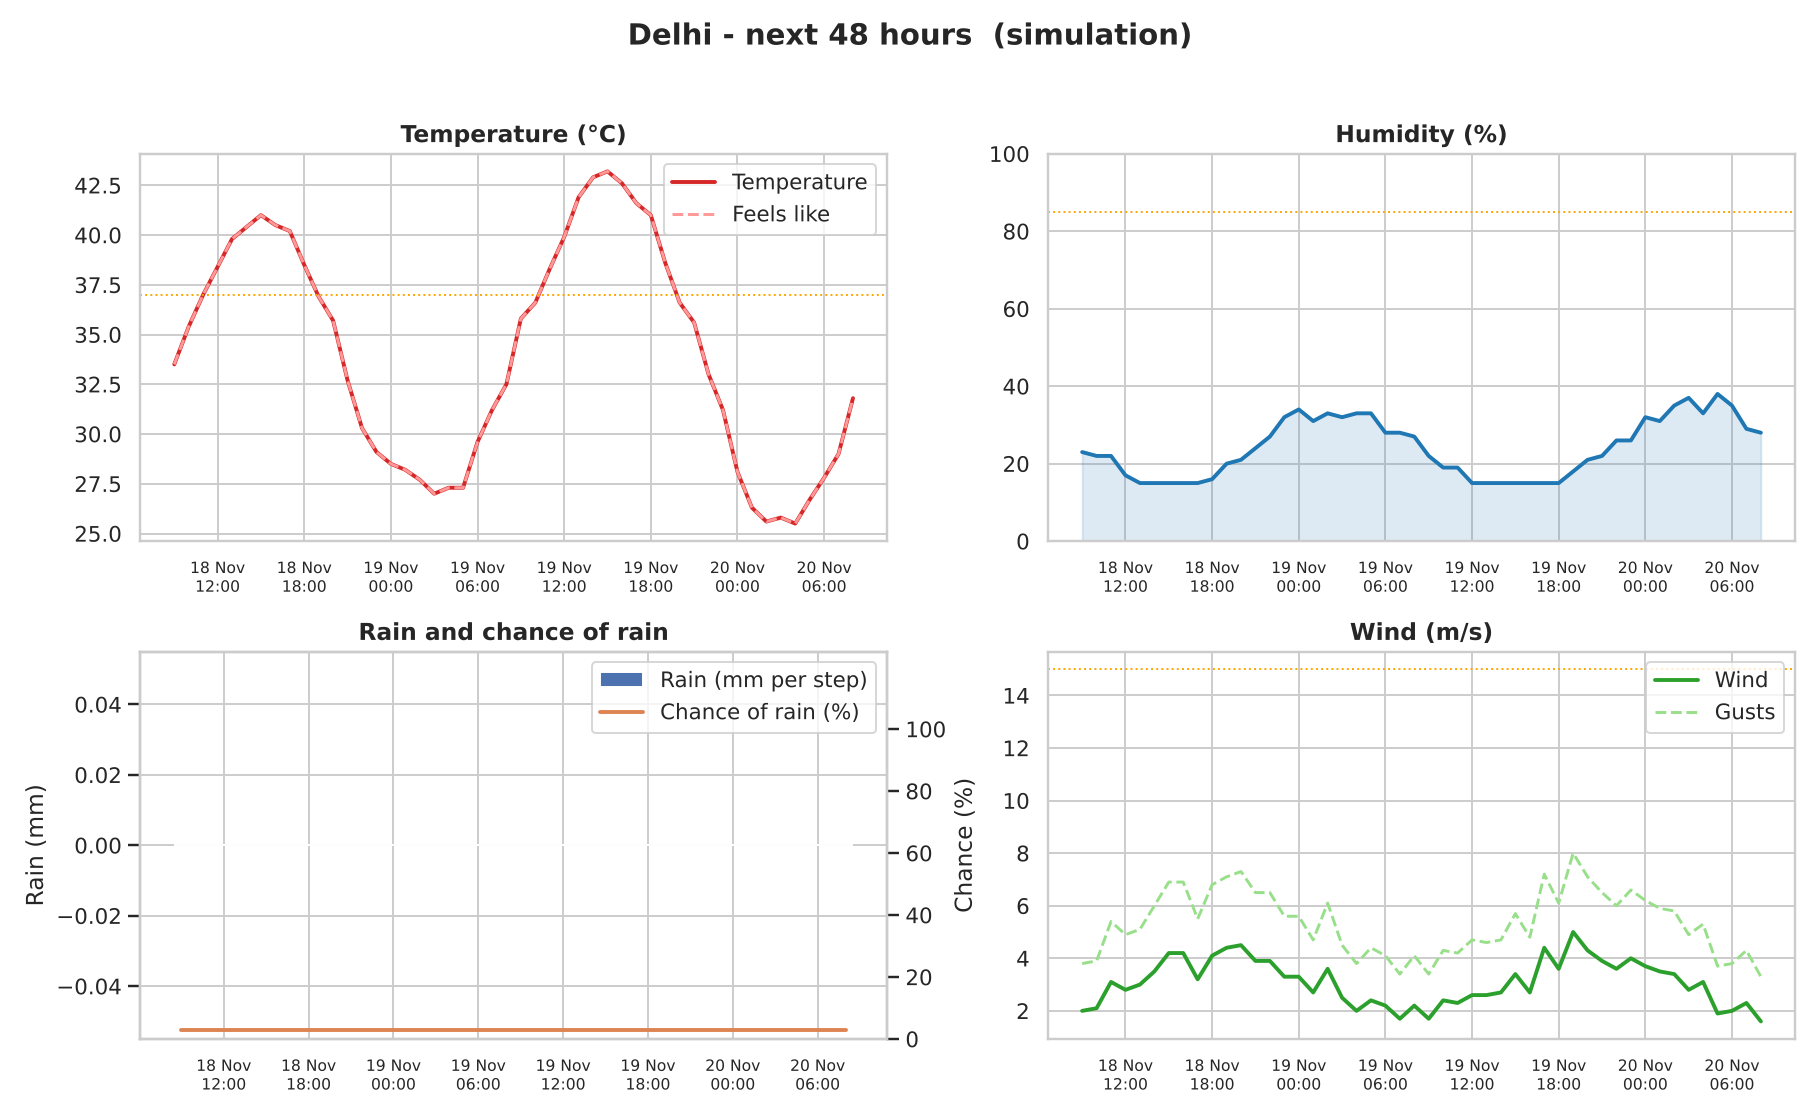 Delhi - next 48 hours  (simulation)
Temperature (°C)
42.5
40.0
37.5
35.0
32.5
30.0
27.5
25.0
Temperature
Feels like
18 Nov 18 Nov 19 Nov 19 Nov 19 Nov 19 Nov 20 Nov 20 Nov
12:00 18:00 00:00 06:00 12:00 18:00 00:00 06:00
Humidity (%)
100
80
60
40
20
0
18 Nov 18 Nov 19 Nov 19 Nov 19 Nov 19 Nov 20 Nov 20 Nov
12:00 18:00 00:00 06:00 12:00 18:00 00:00 06:00
Rain and chance of rain
Rain (mm)
0.04
0.02
0.00
−0.02
−0.04
Rain (mm per step)
Chance of rain (%)
100
80
60
40
20
0
Chance (%)
18 Nov 18 Nov 19 Nov 19 Nov 19 Nov 19 Nov 20 Nov 20 Nov
12:00 18:00 00:00 06:00 12:00 18:00 00:00 06:00
Wind (m/s)
14
12
10
8
6
4
2
Wind
Gusts
18 Nov 18 Nov 19 Nov 19 Nov 19 Nov 19 Nov 20 Nov 20 Nov
12:00 18:00 00:00 06:00 12:00 18:00 00:00 06:00